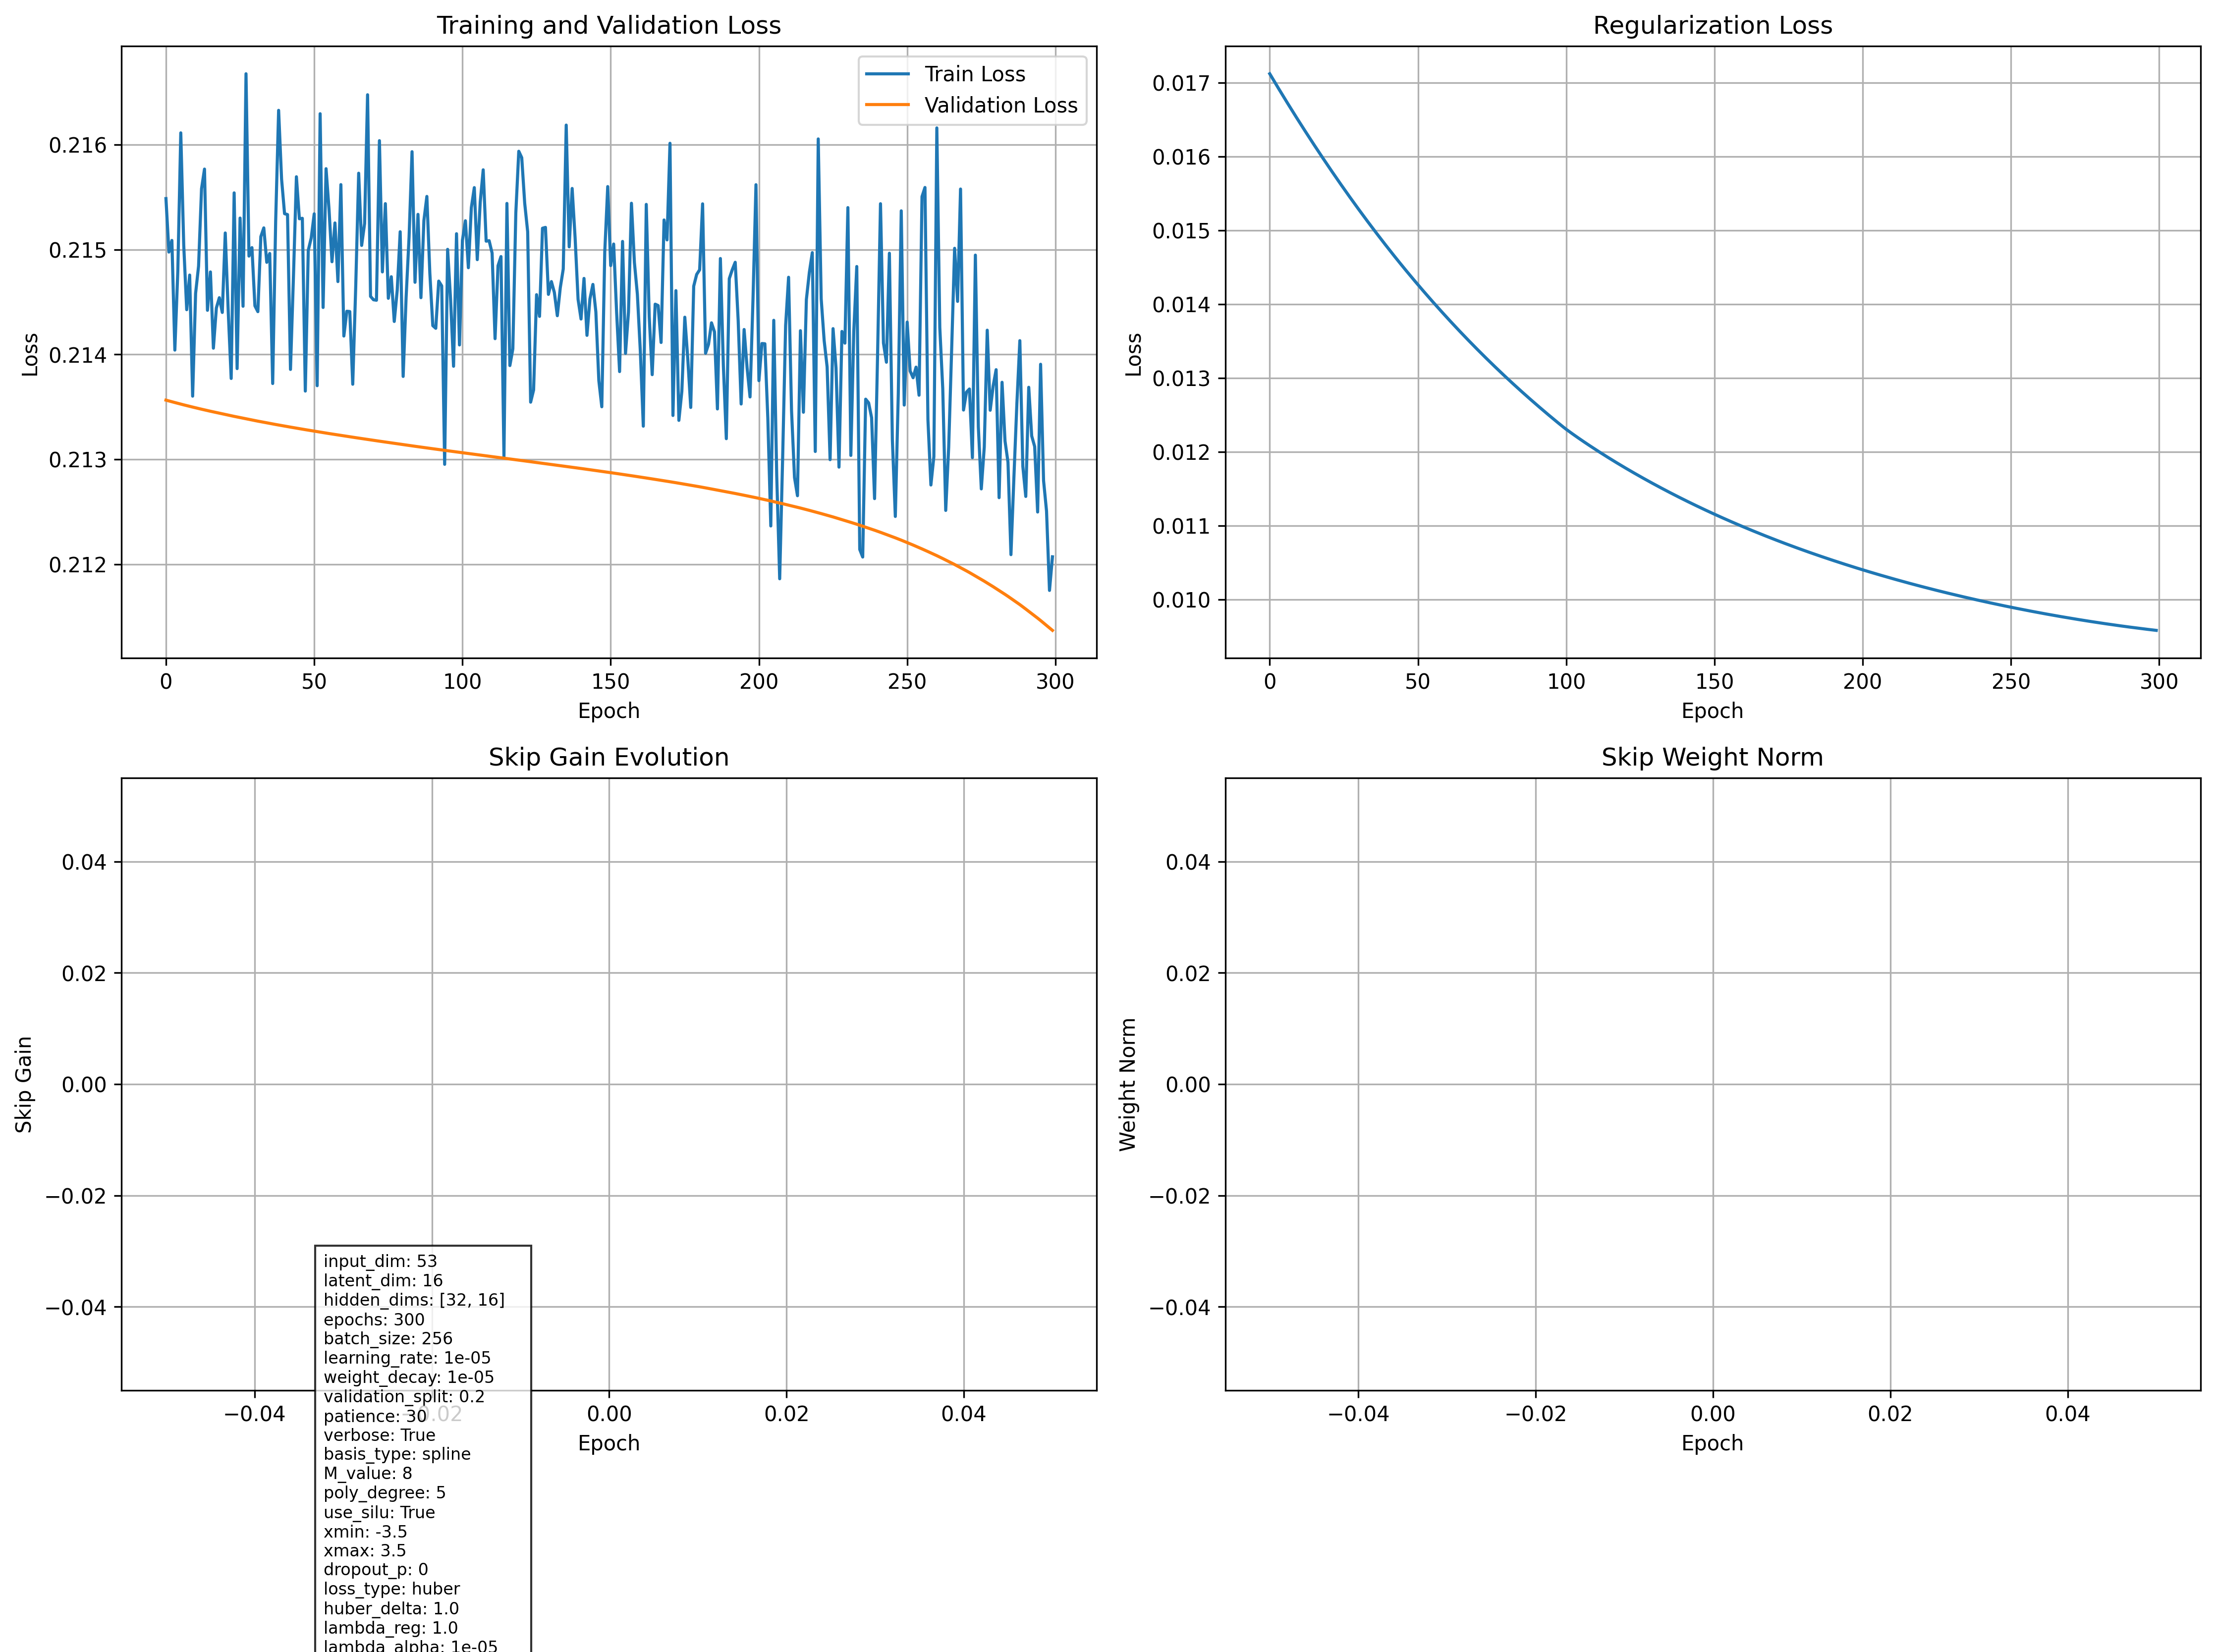 Training and Validation Loss
Loss
0.216
0.215
0.214
0.213
0.212
Train Loss
Validation Loss
0
50
100
150
200
250
300
Epoch
Regularization Loss
Loss
0.017
0.016
0.015
0.014
0.013
0.012
0.011
0.010
0
50
100
150
200
250
300
Epoch
Skip Gain Evolution
Skip Gain
0.04
0.02
0.00
−0.02
−0.04
−0.04
−0.02
0.00
0.02
0.04
Epoch
Skip Weight Norm
Weight Norm
0.04
0.02
0.00
−0.02
−0.04
−0.04
−0.02
0.00
0.02
0.04
Epoch
input_dim: 53
latent_dim: 16
hidden_dims: [32, 16]
epochs: 300
batch_size: 256
learning_rate: 1e-05
weight_decay: 1e-05
validation_split: 0.2
patience: 30
verbose: True
basis_type: spline
M_value: 8
poly_degree: 5
use_silu: True
xmin: -3.5
xmax: 3.5
dropout_p: 0
loss_type: huber
huber_delta: 1.0
lambda_reg: 1.0
lambda_alpha: 1e-05